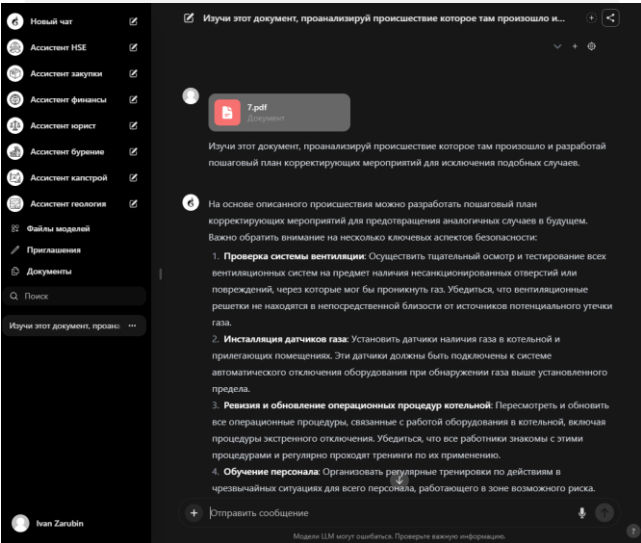 Новый чат
Ассистент HSE
Ассистент закупки
Ассистент финансы
Ассистент юрист
Ассистент бурение
Ассистент капстрой
Ассистент геология
Файлы моделей
Приглашения
Документы
Поиск
Изучи этот документ, проана
Ivan Zarubin
Изучи этот документ, проанализируй происшествие которое там произошло и...
7.pdf
Документ
Изучи этот документ, проанализируй происшествие которое там произошло и разработай
пошаговый план корректирующих мероприятий для исключения подобных случаев.
На основе описанного происшествия можно разработать пошаговый план
корректирующих мероприятий для предотвращения аналогичных случаев в будущем.
Важно обратить внимание на несколько ключевых аспектов безопасности:
1. Проверка системы вентиляции: Осуществить тщательный осмотр и тестирование всех
вентиляционных систем на предмет наличия несанкционированных отверстий или
повреждений, через которые мог бы проникнуть газ. Убедиться, что вентиляционные
решетки не находятся в непосредственной близости от источников потенциального утечки
газа.
2. Инсталляция датчиков газа: Установить датчики наличия газа в котельной и
прилегающих помещениях. Эти датчики должны быть подключены к системе
автоматического отключения оборудования при обнаружении газа выше установленного
предела.
3. Ревизия и обновление операционных процедур котельной: Пересмотреть и обновить
все операционные процедуры, связанные с работой оборудования в котельной, включая
процедуры экстренного отключения. Убедиться, что все работники знакомы с этими
процедурами и регулярно проходят тренинги по их применению.
4. Обучение персонала: Организовать регулярные тренировки по действиям в
чрезвычайных ситуациях для всего персонала, работающего в зоне возможного риска.
Отправить сообщение
Модели LLM могут ошибаться. Проверьте важную информацию.
?